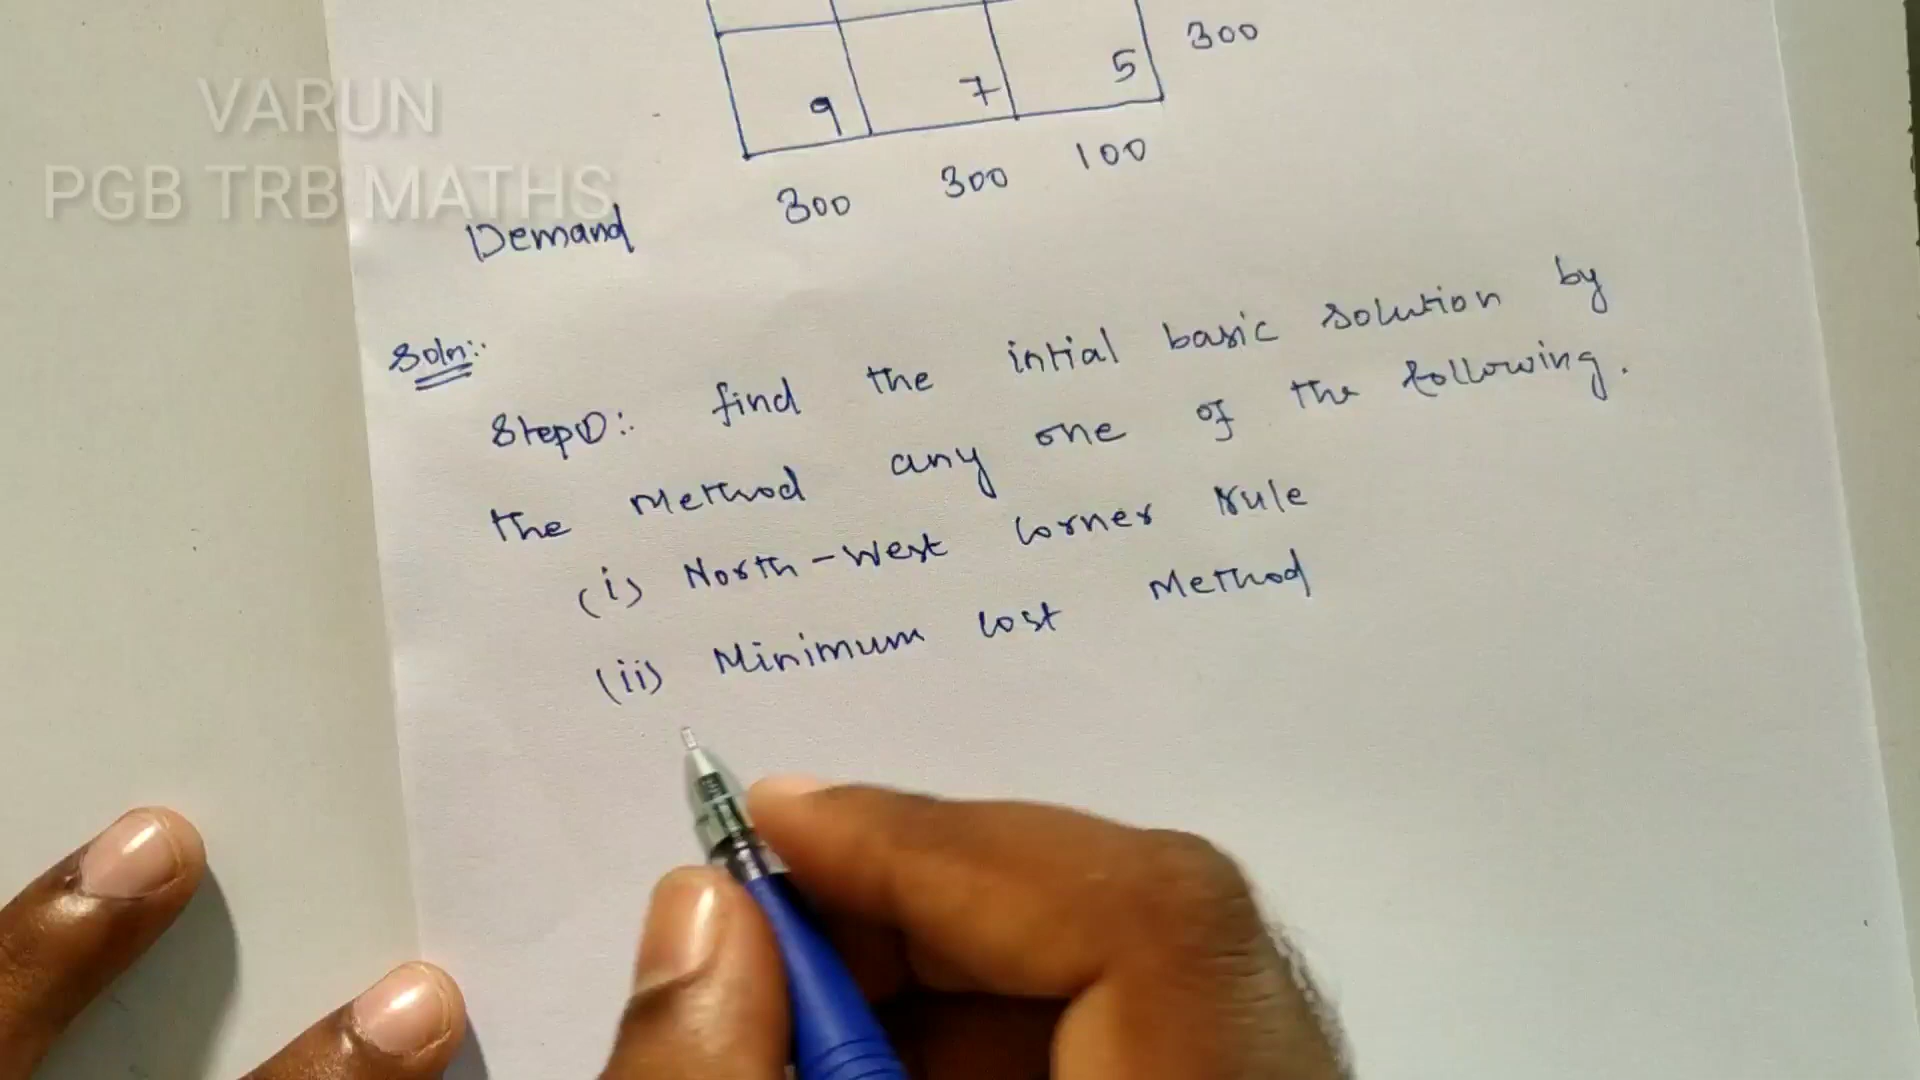 300
9 7 5
VARUN
PGB TRB MATHS
300 300 100
Demand
Soln:
Step①: find the intial basic solution by
the Method any one of the following.
(i) North-West Corner Rule
(ii) Minimum Cost Method